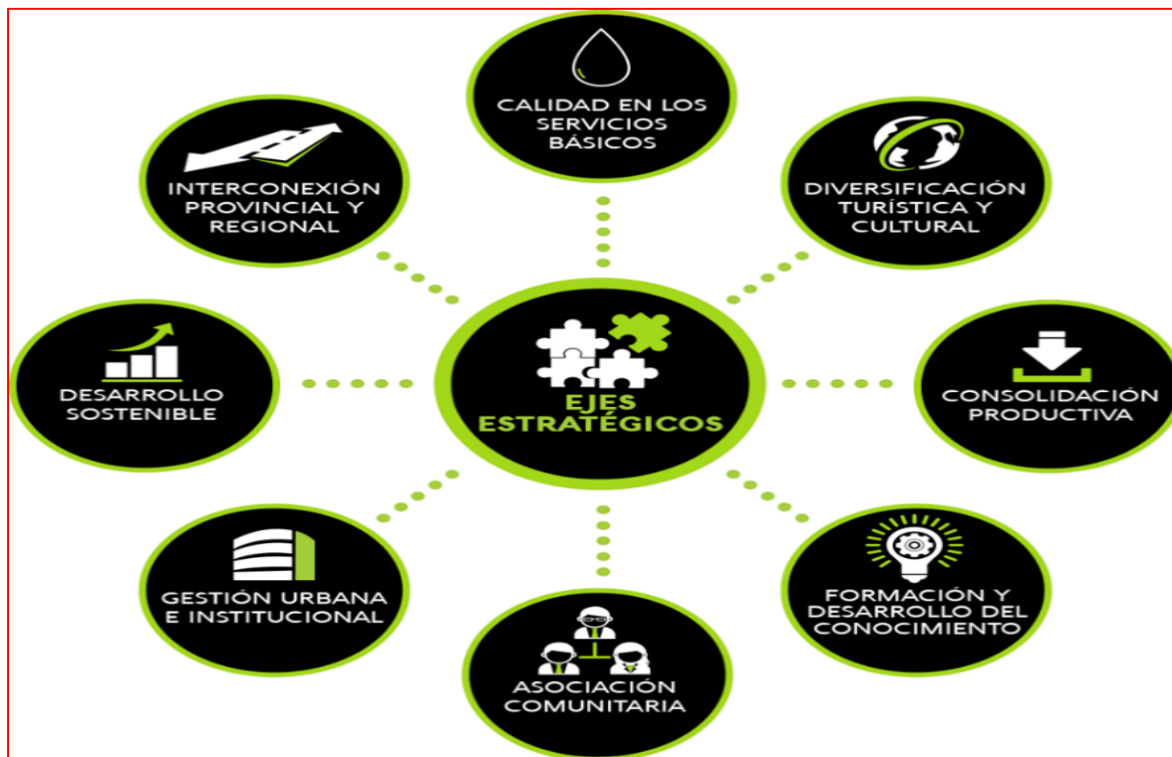 CALIDAD EN LOS
SERVICIOS
BÁSICOS
DIVERSIFICACIÓN
TURÍSTICA Y
CULTURAL
CONSOLIDACIÓN
PRODUCTIVA
FORMACIÓN Y
DESARROLLO DEL
CONOCIMIENTO
ASOCIACIÓN
COMUNITARIA
GESTIÓN URBANA
E INSTITUCIONAL
DESARROLLO
SOSTENIBLE
INTERCONEXIÓN
PROVINCIAL Y
REGIONAL
EJES
ESTRATÉGICOS